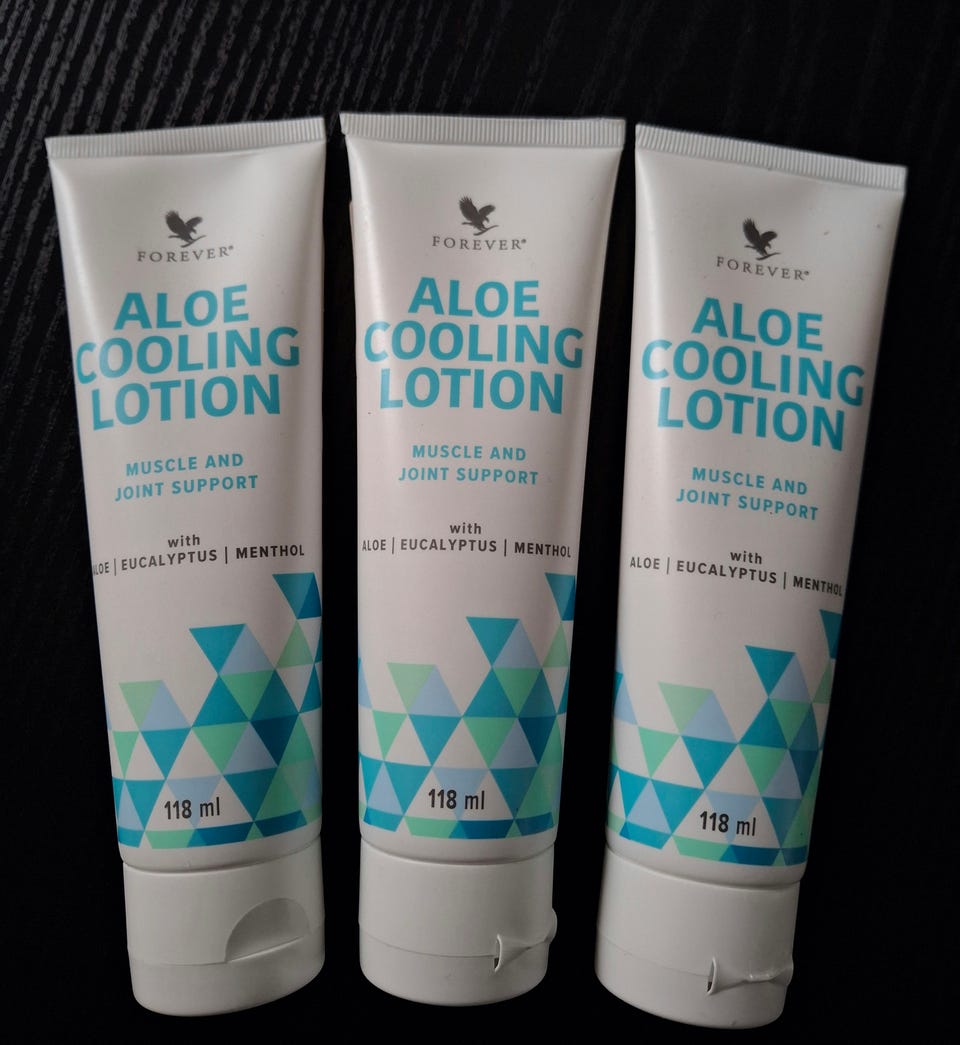 FOREVER®
ALOE
COOLING
LOTION
MUSCLE AND
JOINT SUPPORT
with
ALOE | EUCALYPTUS | MENTHOL
118 ml
FOREVER®
ALOE
COOLING
LOTION
MUSCLE AND
JOINT SUPPORT
with
ALOE | EUCALYPTUS | MENTHOL
118 ml
FOREVER®
ALOE
COOLING
LOTION
MUSCLE AND
JOINT SUPPORT
with
ALOE | EUCALYPTUS | MENTHOL
118 ml